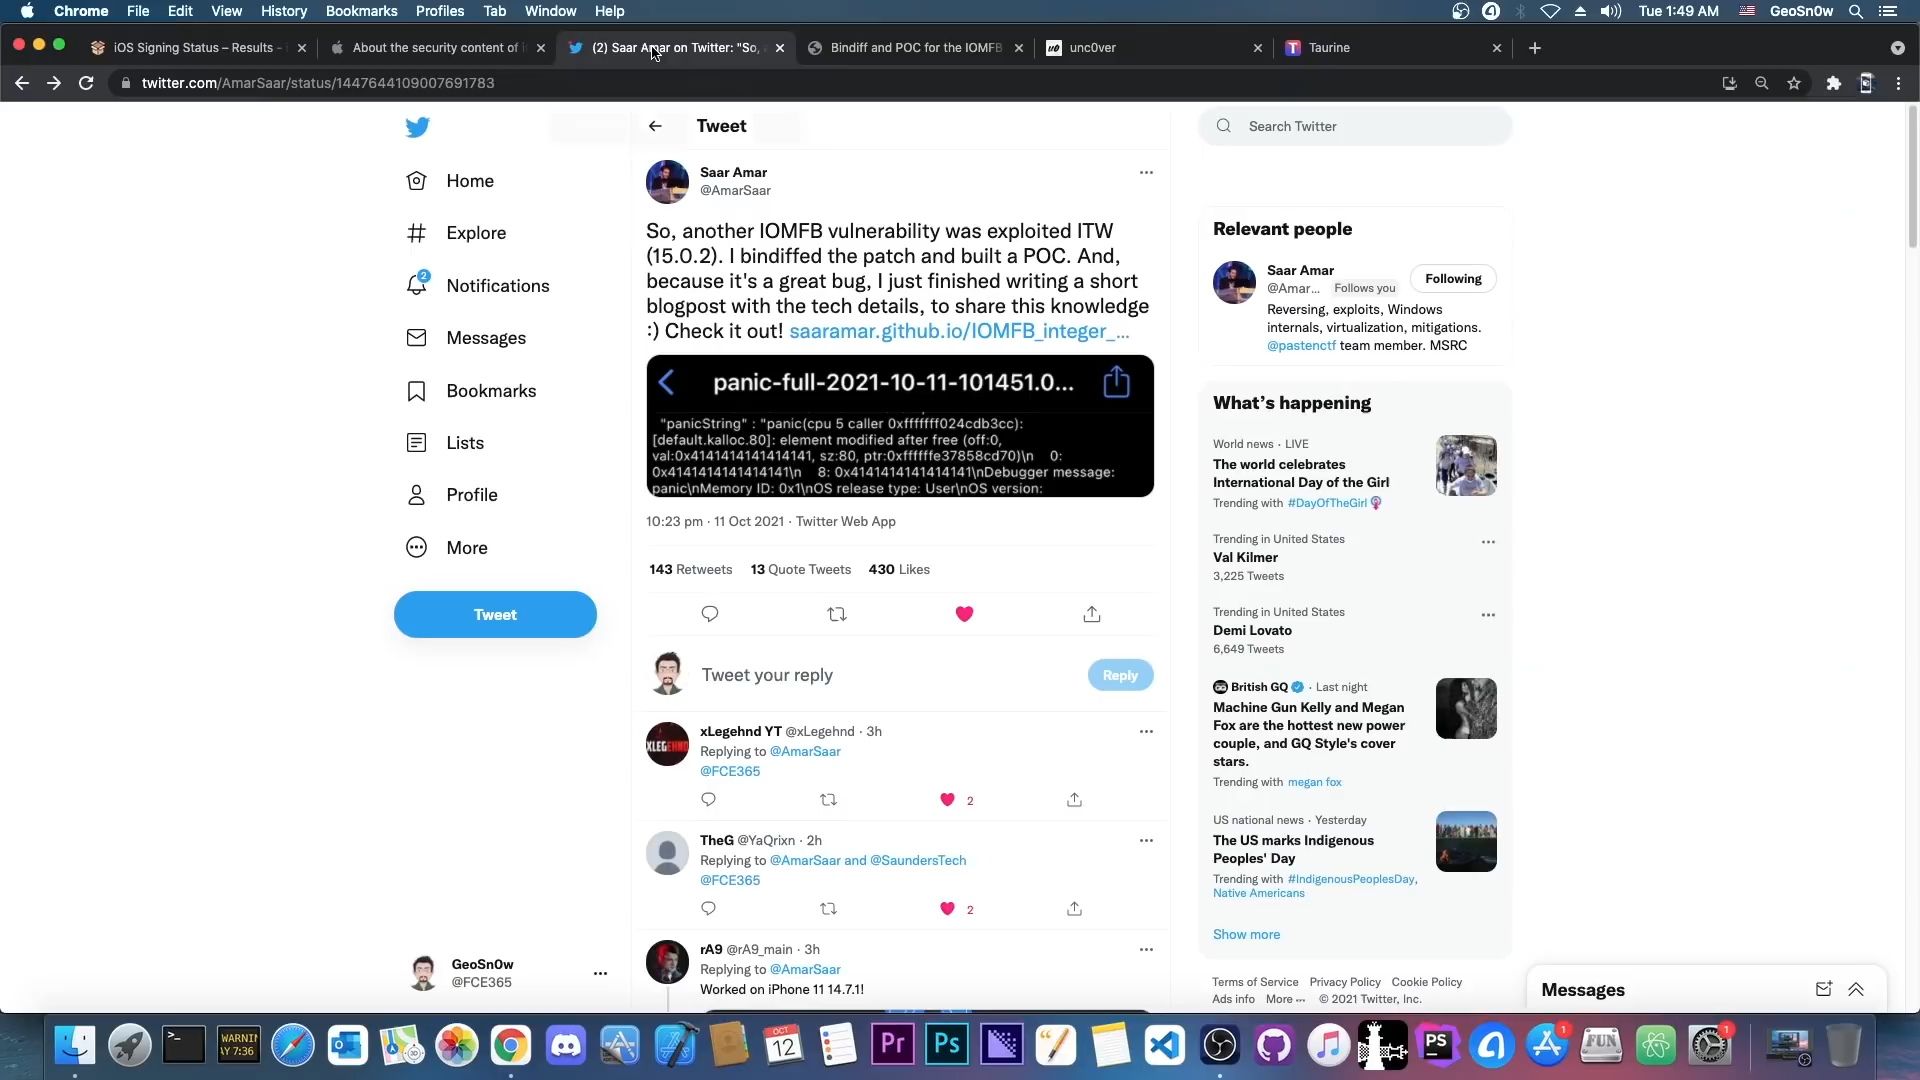 Chrome File Edit View History Bookmarks Profiles Tab Window Help
Tue 1:49 AM GeoSn0w
iOS Signing Status – Results -
About the security content of i
(2) Saar Amar on Twitter: "So,
Bindiff and POC for the IOMFB
unc0ver
Taurine
twitter.com/AmarSaar/status/1447644109007691783
Tweet
Search Twitter
Home
Explore
2
Notifications
Messages
Bookmarks
Lists
Profile
More
Tweet
GeoSn0w
@FCE365
Saar Amar
@AmarSaar
So, another IOMFB vulnerability was exploited ITW
(15.0.2). I bindiffed the patch and built a POC. And,
because it's a great bug, I just finished writing a short
blogpost with the tech details, to share this knowledge
:) Check it out! saaramar.github.io/IOMFB_integer_...
panic-full-2021-10-11-101451.0...
"panicString" : "panic(cpu 5 caller 0xfffffff024cdb3cc):
[default.kalloc.80]: element modified after free (off:0,
val:0x4141414141414141, sz:80, ptr:0xffffffe37858cd70)\n 0:
0x4141414141414141\n 8: 0x4141414141414141\nDebugger message:
panic\nMemory ID: 0x1\nOS release type: User\nOS version:
10:23 pm · 11 Oct 2021 · Twitter Web App
143 Retweets 13 Quote Tweets 430 Likes
Tweet your reply
Reply
xLegehnd YT @xLegehnd · 3h
Replying to @AmarSaar
@FCE365
2
TheG @YaQrixn · 2h
Replying to @AmarSaar and @SaundersTech
@FCE365
2
rA9 @rA9_main · 3h
Replying to @AmarSaar
Worked on iPhone 11 14.7.1!
Relevant people
Saar Amar
@Amar... Follows you
Following
Reversing, exploits, Windows
internals, virtualization, mitigations.
@pastenctf team member. MSRC
What's happening
World news · LIVE
The world celebrates
International Day of the Girl
Trending with #DayOfTheGirl
Trending in United States
Val Kilmer
3,225 Tweets
Trending in United States
Demi Lovato
6,649 Tweets
British GQ · Last night
Machine Gun Kelly and Megan
Fox are the hottest new power
couple, and GQ Style's cover
stars.
Trending with megan fox
US national news · Yesterday
The US marks Indigenous
Peoples' Day
Trending with #IndigenousPeoplesDay,
Native Americans
Show more
Terms of Service Privacy Policy Cookie Policy
Ads info More ··· © 2021 Twitter, Inc.
Messages
WARNIN
AY 7:36
OCT
12
Pr
Ps
PS
1
FUN
1